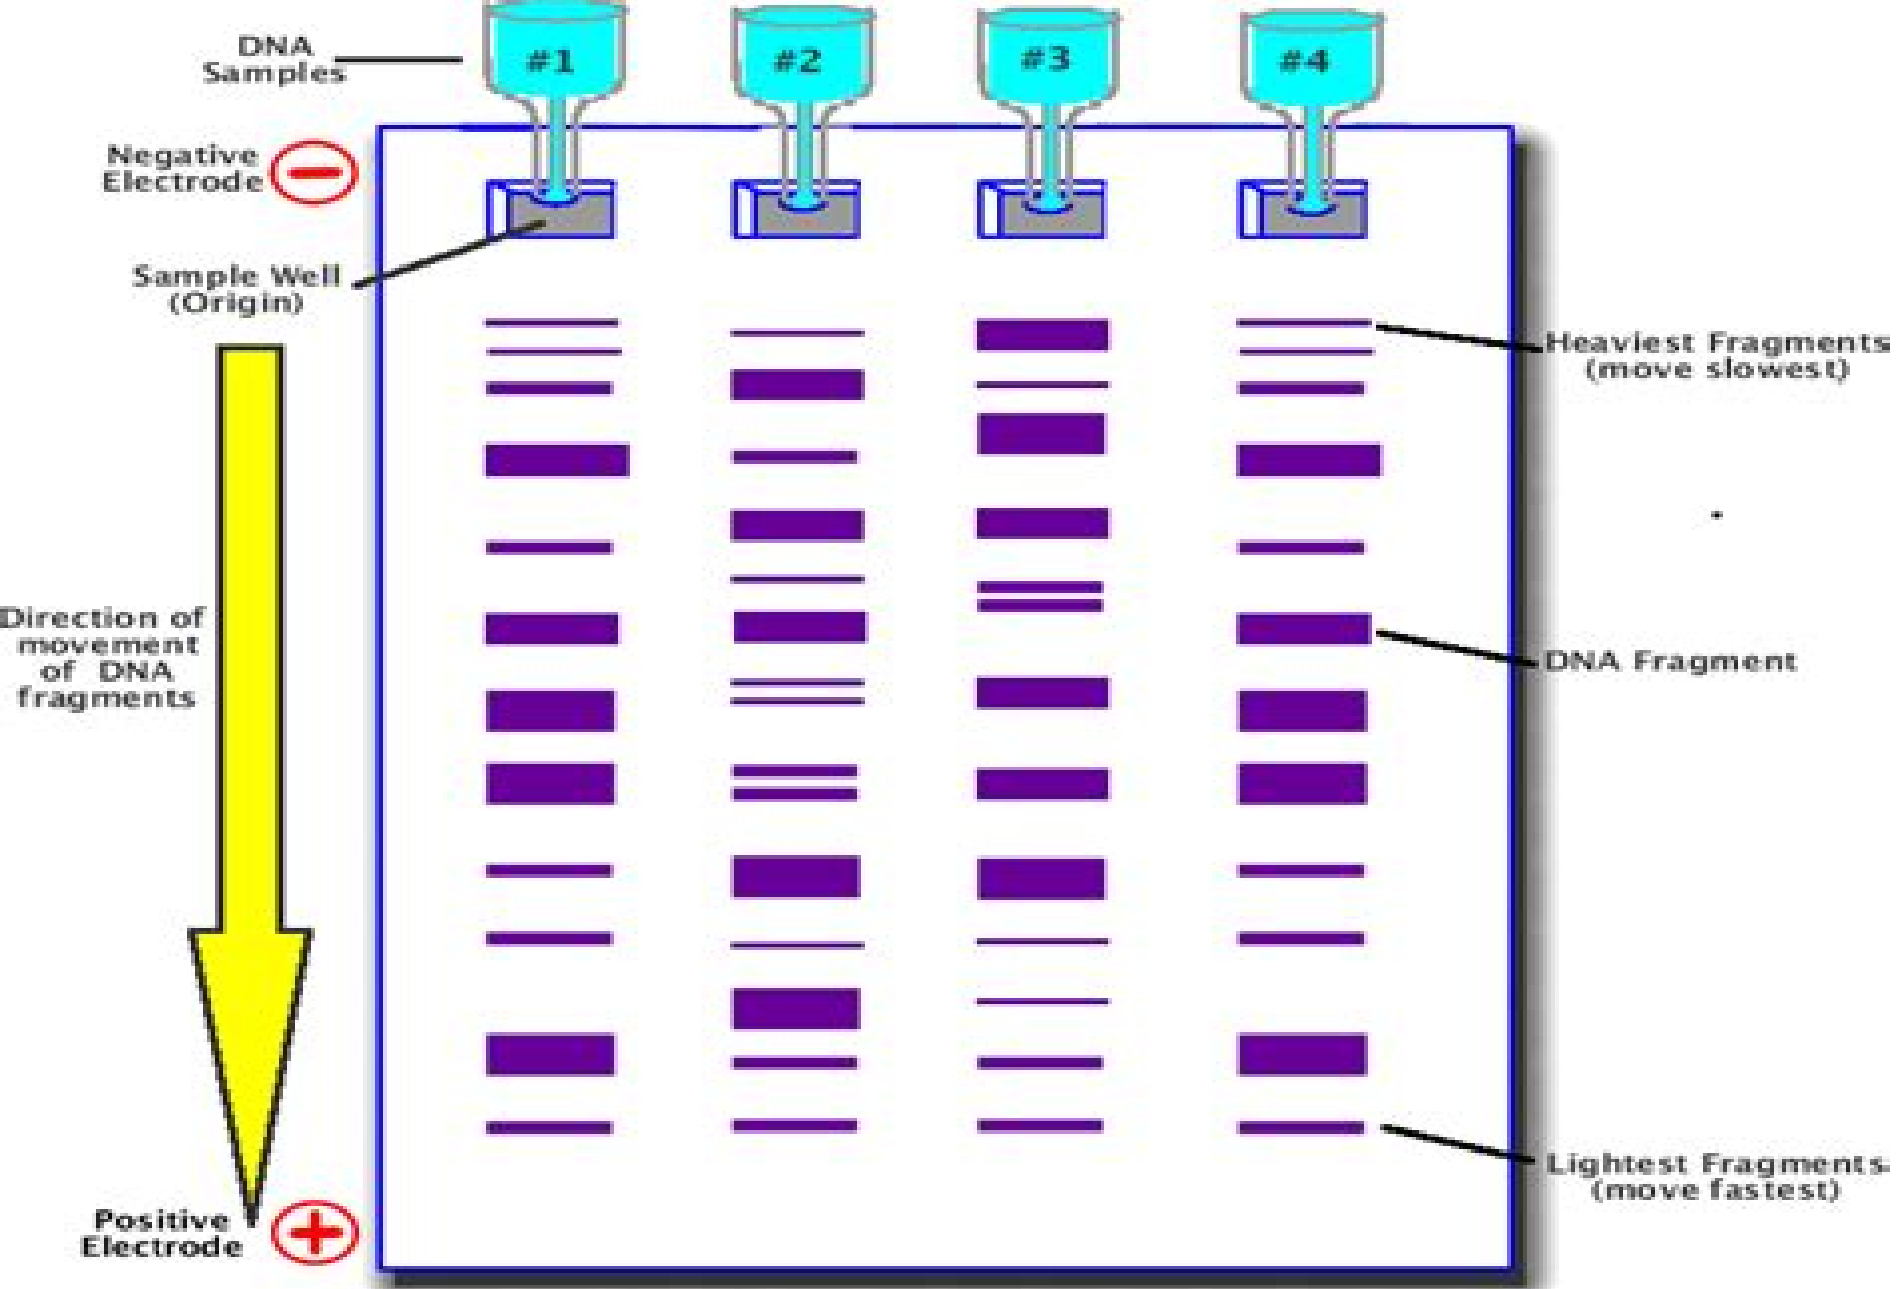 DNA
Samples
#1
#2
#3
#4
Negative
Electrode
Sample Well
(Origin)
Heaviest Fragments
(move slowest)
Direction of
movement
of DNA
fragments
DNA Fragment
Lightest Fragments
(move fastest)
Positive
Electrode